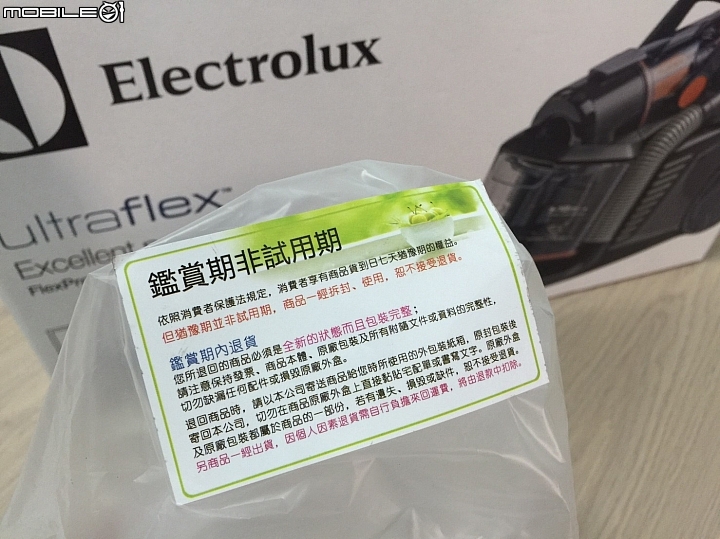 MOBILE01
Electrolux
ultraflex™
Excellent
FlexPro
鑑賞期非試用期
依照消費者保護法規定，消費者享有商品貨到日七天猶豫期的權益。
但猶豫期並非試用期，商品一經拆封、使用，恕不接受退貨。
鑑賞期內退貨
您所退回的商品必須是全新的狀態而且包裝完整；
請注意保持發票、商品本體、原廠包裝及所有附隨文件或資料的完整性，
切勿缺漏任何配件或損毀原廠外盒。
退回商品時，請以本公司寄送商品給您時所使用的外包裝紙箱，原封包裝後
寄回本公司，切勿在商品原廠外盒上直接黏貼宅配單或書寫文字。原廠外盒
及原廠包裝都屬於商品的一部份，若有遺失、損毀或缺件，恕不接受退貨。
另商品一經出貨，因個人因素退貨需自行負擔來回運費，將由退款中扣除。